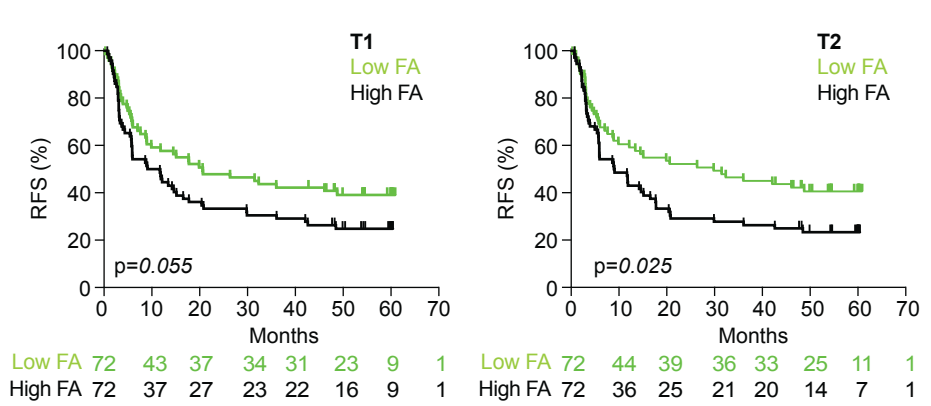 T1
Low FA
High FA
RFS (%)
100
80
60
40
20
0
p=0.055
0 10 20 30 40 50 60 70
Months
Low FA 72 43 37 34 31 23 9 1
High FA 72 37 27 23 22 16 9 1
T2
Low FA
High FA
RFS (%)
100
80
60
40
20
0
p=0.025
0 10 20 30 40 50 60 70
Months
Low FA 72 44 39 36 33 25 11 1
High FA 72 36 25 21 20 14 7 1